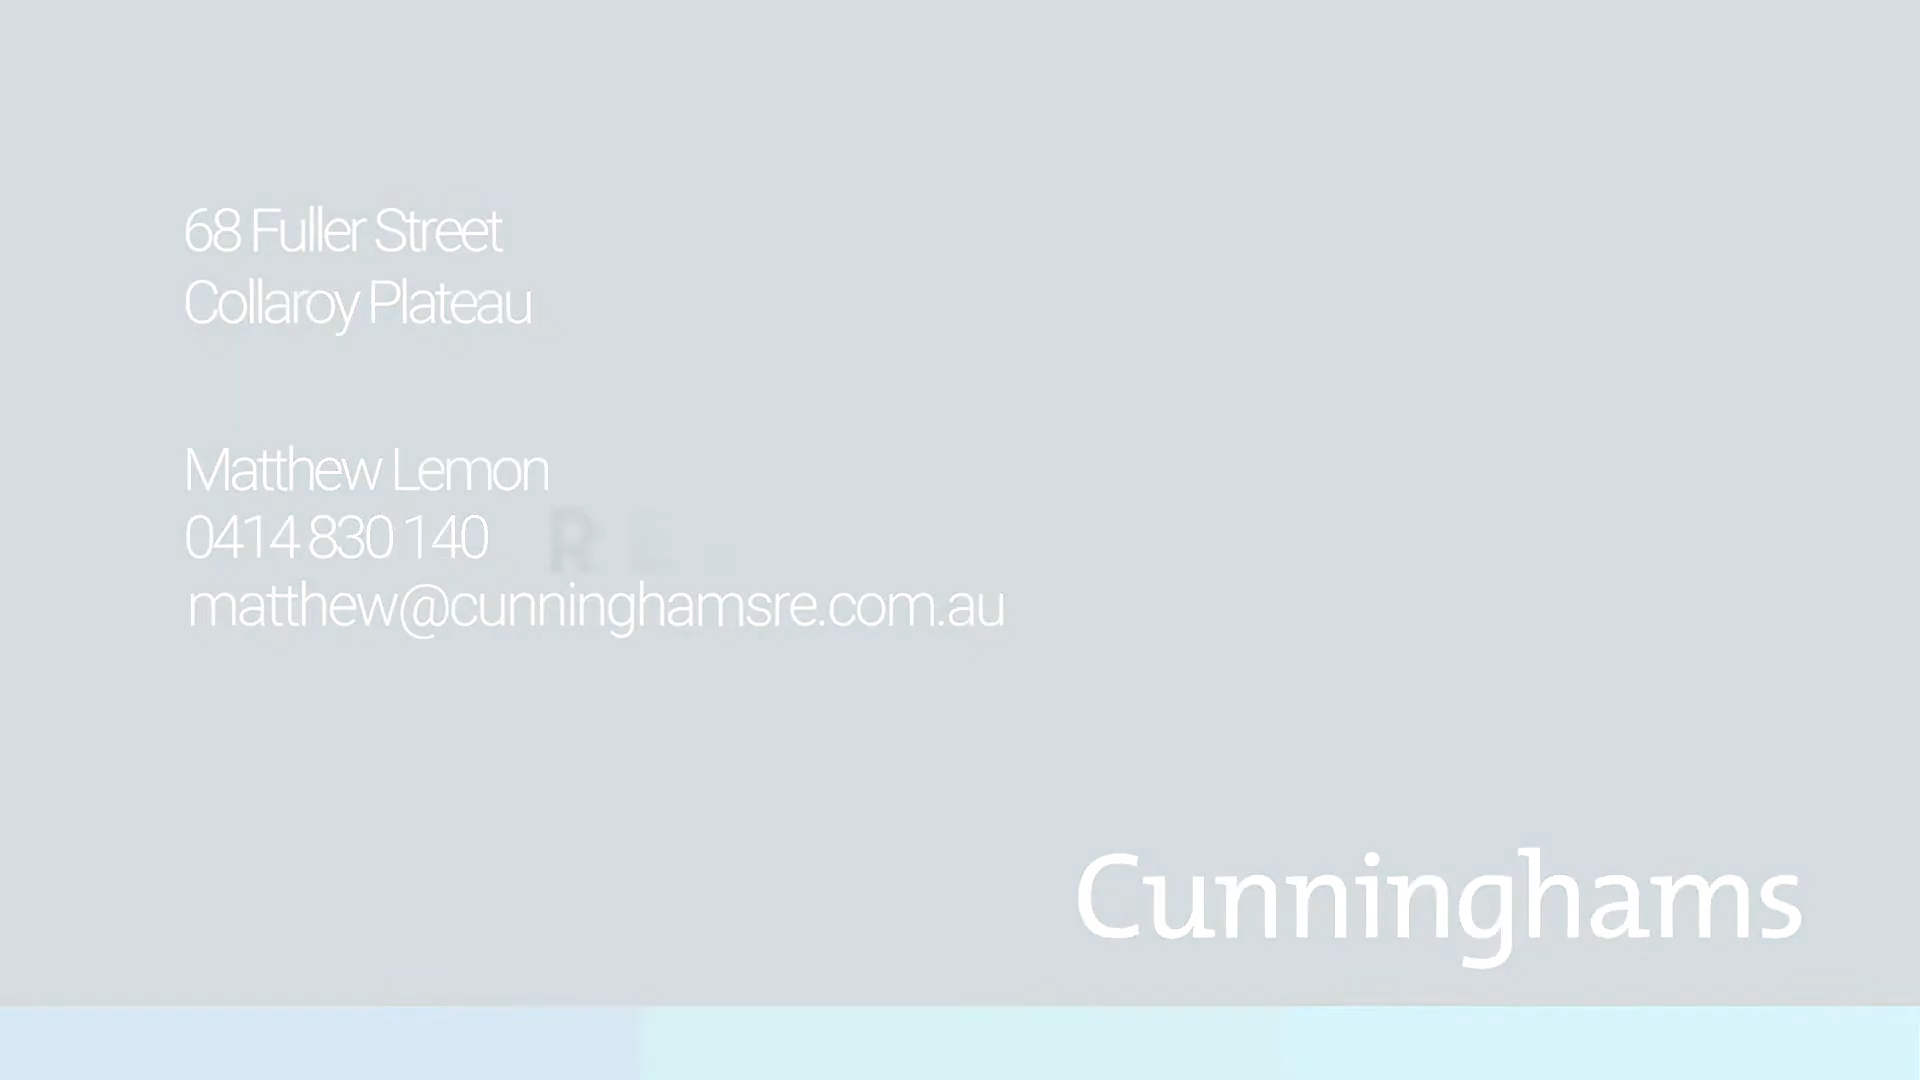 68 Fuller Street
Collaroy Plateau
Matthew Lemon
0414 830 140
R E
matthew@cunninghamsre.com.au
Cunninghams